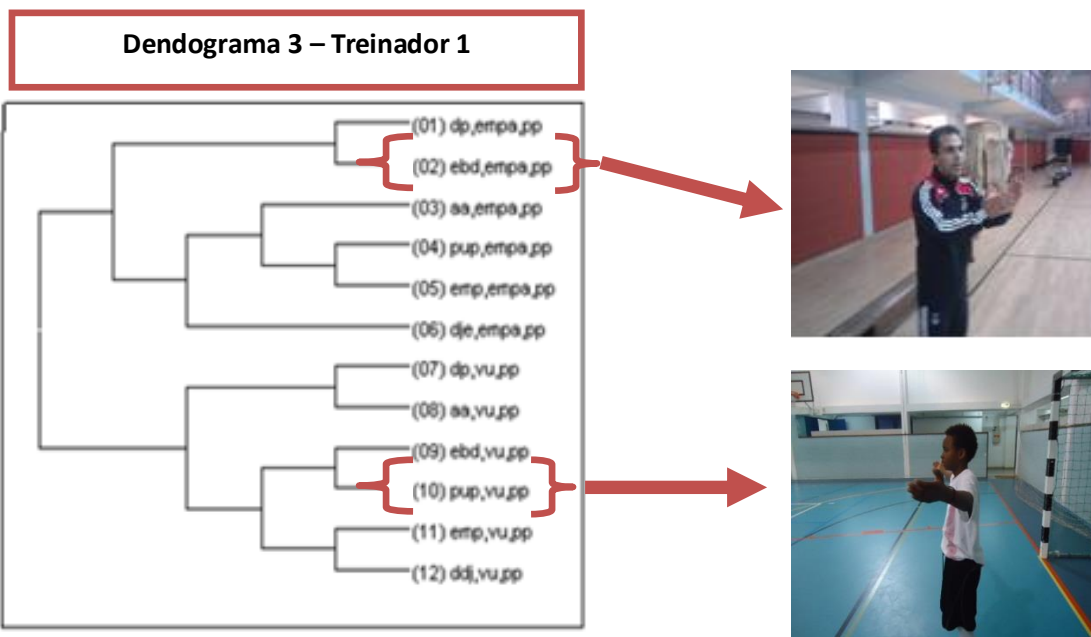 Dendograma 3 – Treinador 1
(01) dp,empa,pp
(02) ebd,empa,pp
(03) aa,empa,pp
(04) pup,empa,pp
(05) emp,empa,pp
(06) dje,empa,pp
(07) dp,vu,pp
(08) aa,vu,pp
(09) ebd,vu,pp
(10) pup,vu,pp
(11) emp,vu,pp
(12) ddj,vu,pp